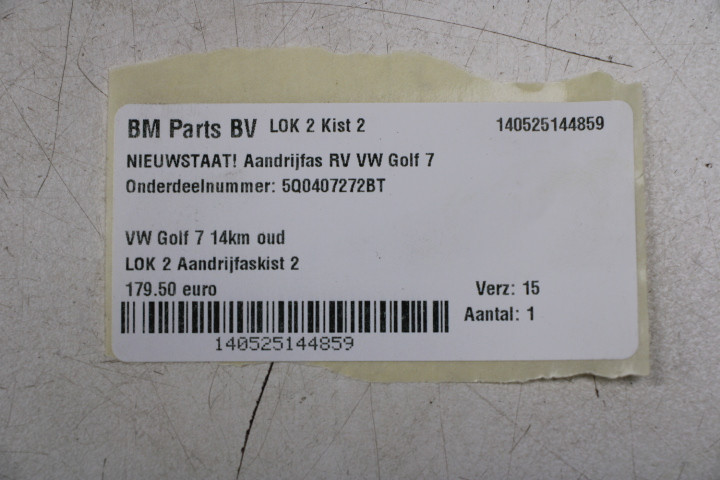 BM Parts BV LOK 2 Kist 2 140525144859
NIEUWSTAAT! Aandrijfas RV VW Golf 7
Onderdeelnummer: 5Q0407272BT
VW Golf 7 14km oud
LOK 2 Aandrijfaskist 2
179.50 euro Verz: 15
Aantal: 1
140525144859